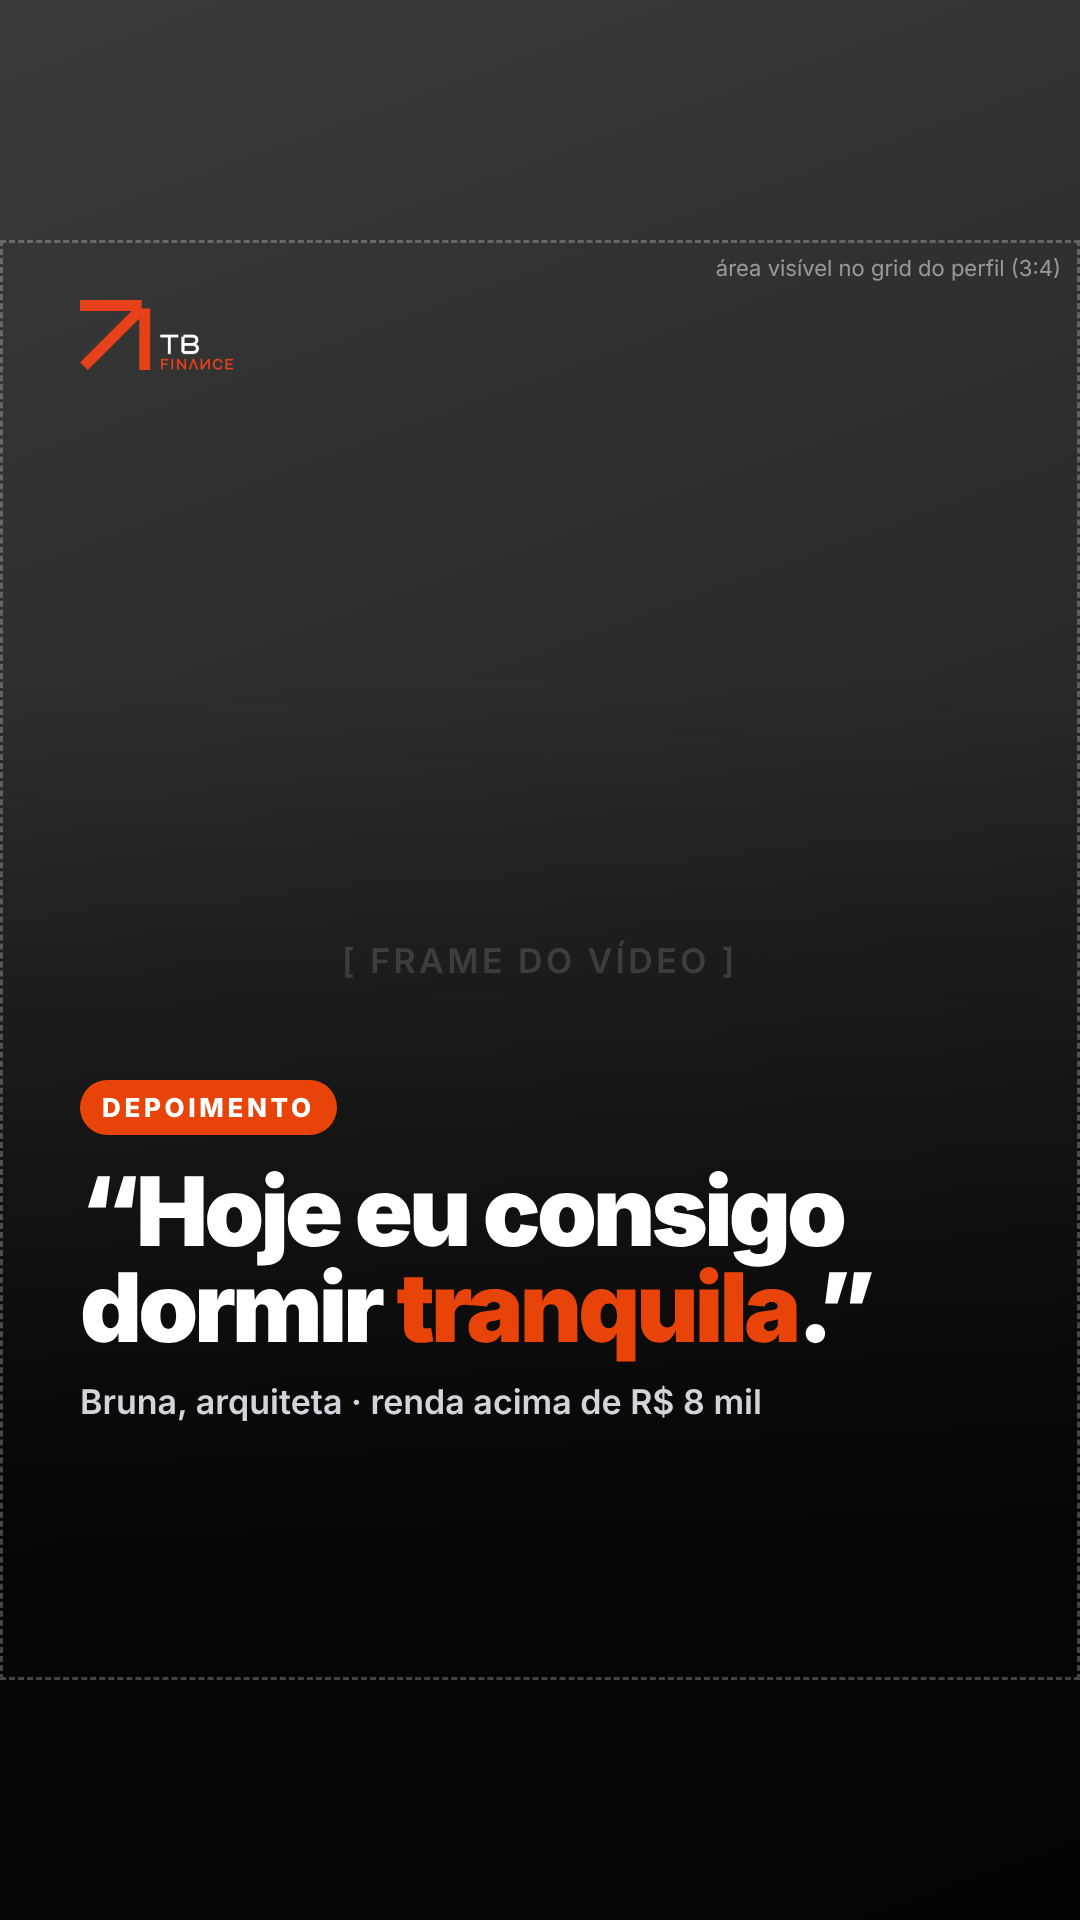 área visível no grid do perfil (3:4)
TB
FINANCE
[ FRAME DO VÍDEO ]
DEPOIMENTO
“Hoje eu consigo
dormir tranquila.”
Bruna, arquiteta · renda acima de R$ 8 mil